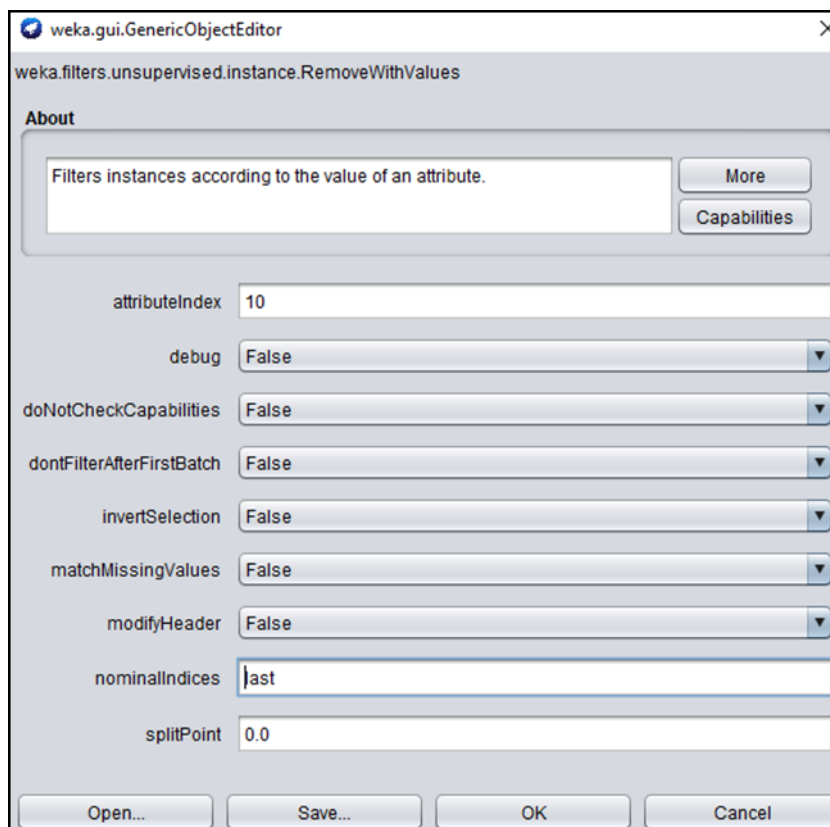 weka.gui.GenericObjectEditor
weka.filters.unsupervised.instance.RemoveWithValues
About
Filters instances according to the value of an attribute.
More
Capabilities
attributeIndex 10
debug False
doNotCheckCapabilities False
dontFilterAfterFirstBatch False
invertSelection False
matchMissingValues False
modifyHeader False
nominalIndices last
splitPoint 0.0
Open... Save... OK Cancel